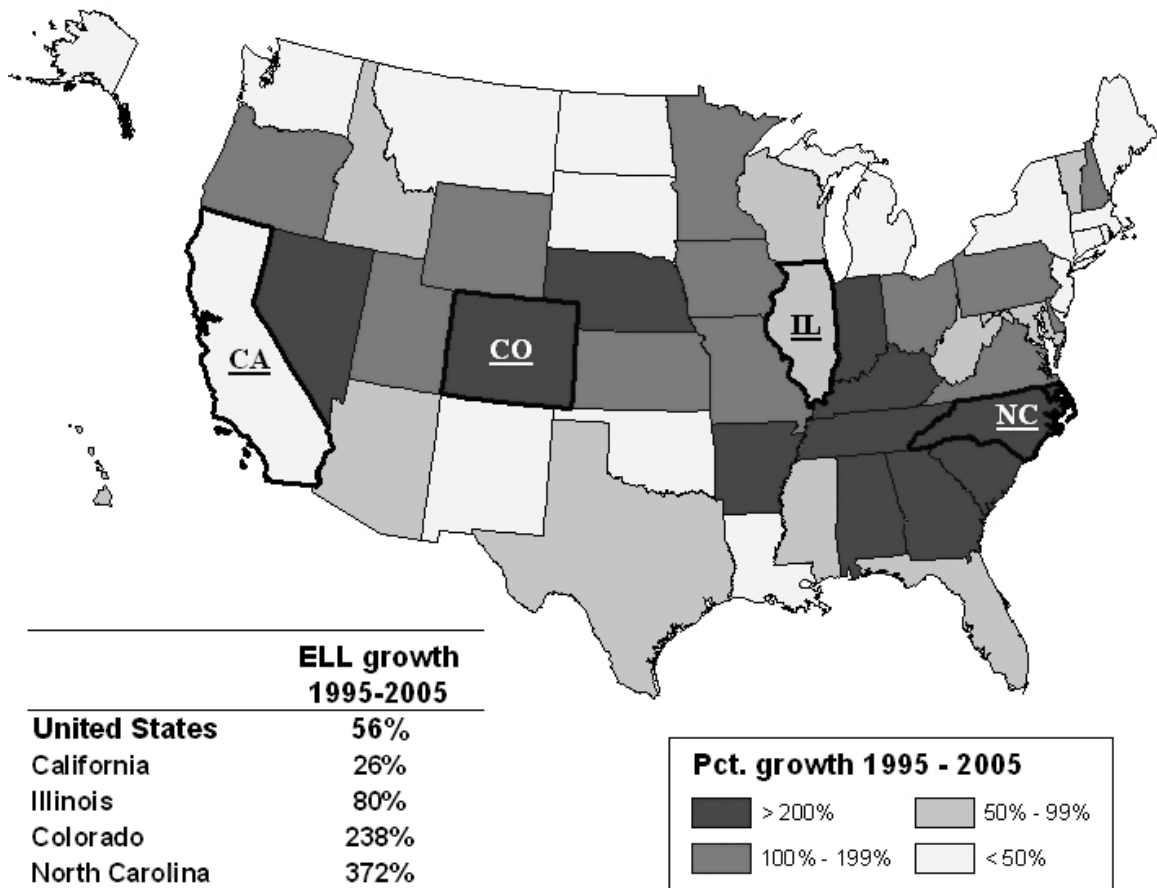 CA
CO
IL
NC
ELL growth
1995-2005
United States 56%
California 26%
Illinois 80%
Colorado 238%
North Carolina 372%
Pct. growth 1995 - 2005
> 200% 50% - 99%
100% - 199% < 50%